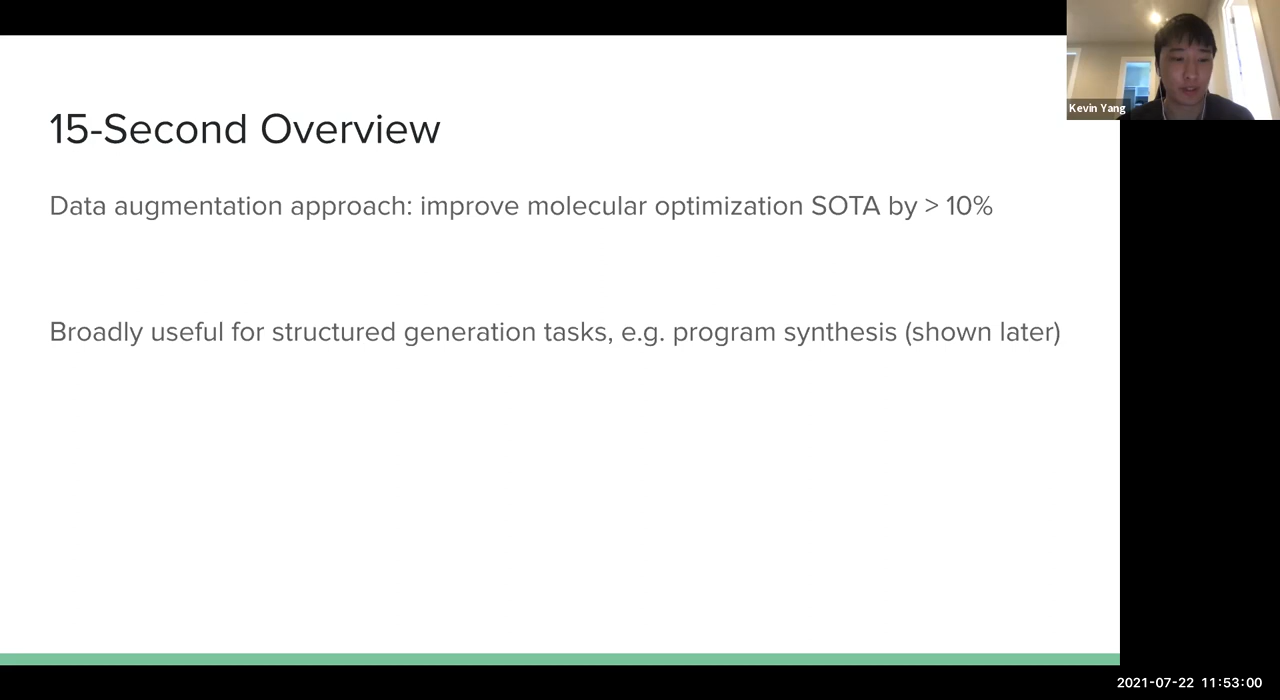 15-Second Overview
Data augmentation approach: improve molecular optimization SOTA by > 10%
Broadly useful for structured generation tasks, e.g. program synthesis (shown later)
Kevin Yang
2021-07-22 11:53:00